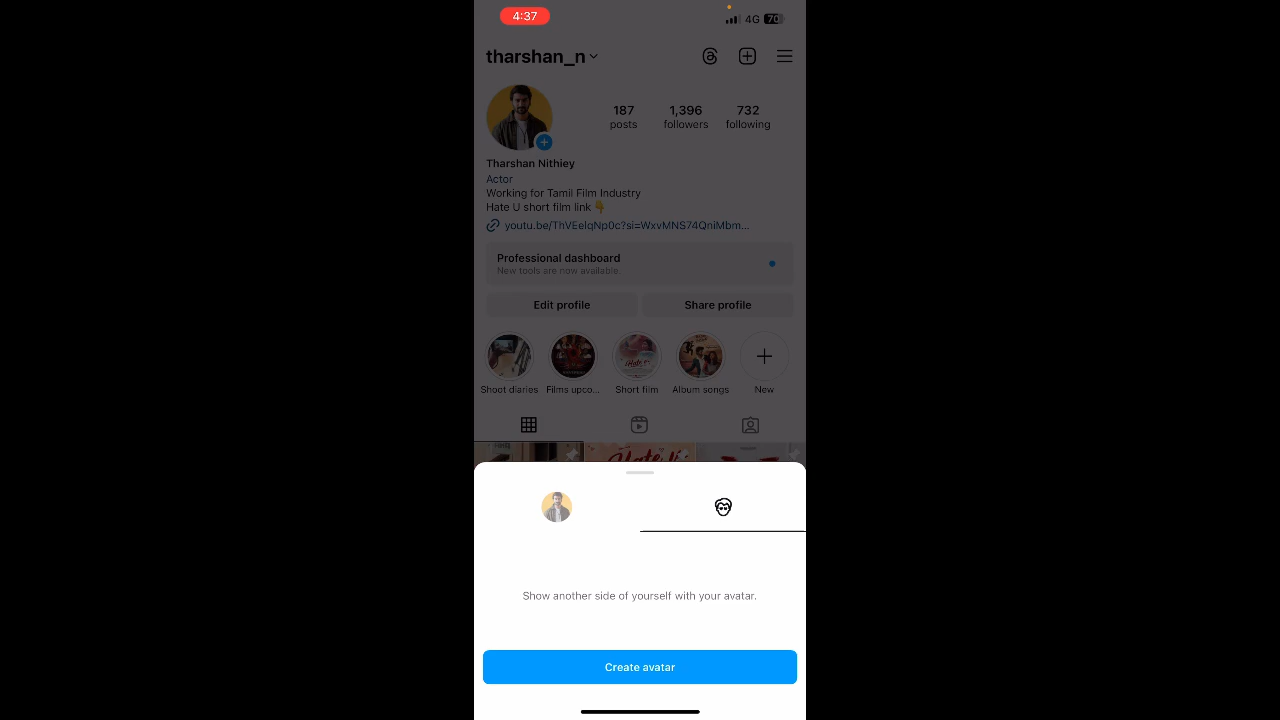 4:37
4G 70
tharshan_n
187 1,396 732
posts followers following
Tharshan Nithiey
Actor
Working for Tamil Film Industry
Hate U short film link👇
youtu.be/ThVEelqNp0c?si=WxvMNS74QniMbm...
Professional dashboard
New tools are now available.
Edit profile Share profile
Shoot diaries Films upco... Short film Album songs New
Show another side of yourself with your avatar.
Create avatar